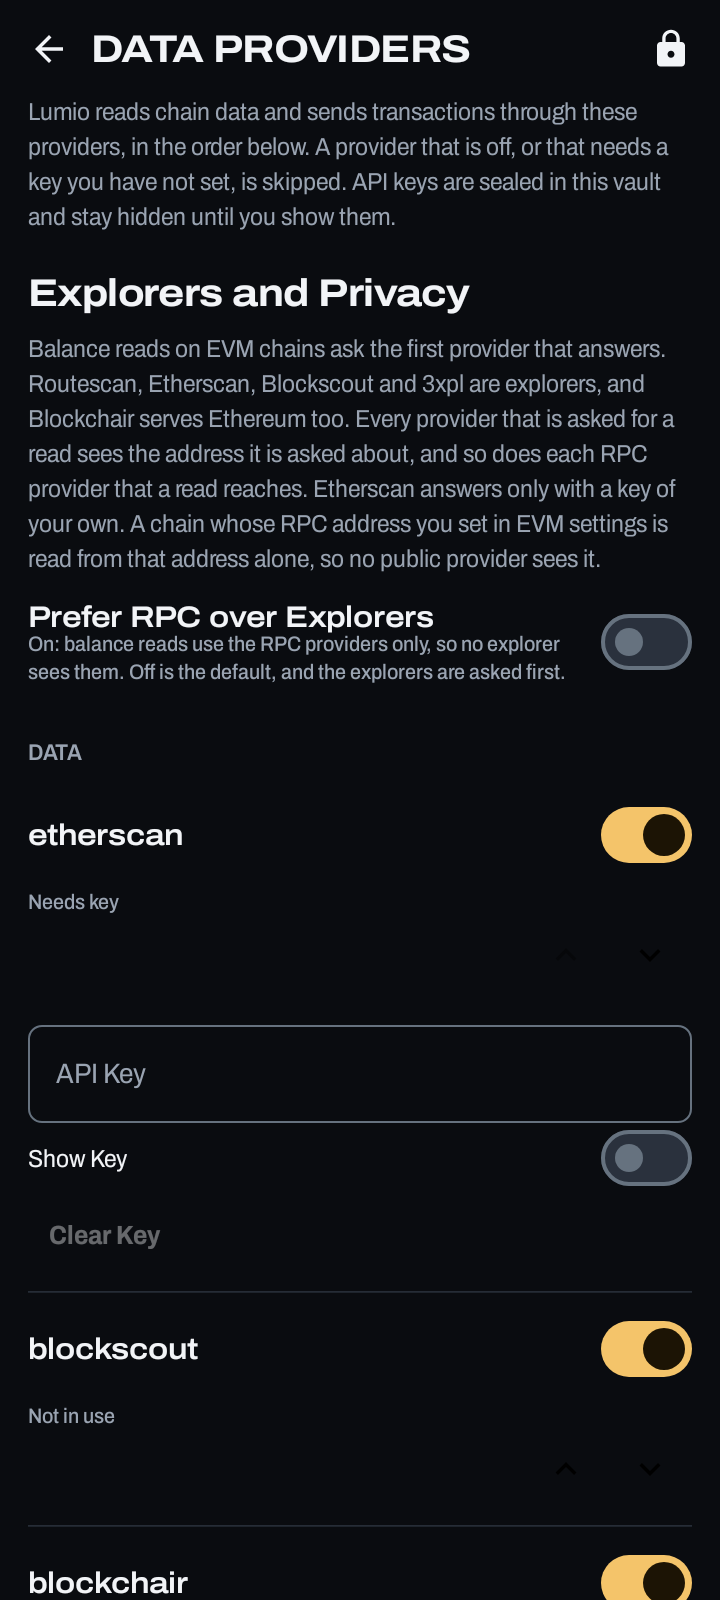 DATA PROVIDERS
Lumio reads chain data and sends transactions through these
providers, in the order below. A provider that is off, or that needs a
key you have not set, is skipped. API keys are sealed in this vault
and stay hidden until you show them.
Explorers and Privacy
Balance reads on EVM chains ask the first provider that answers.
Routescan, Etherscan, Blockscout and 3xpl are explorers, and
Blockchair serves Ethereum too. Every provider that is asked for a
read sees the address it is asked about, and so does each RPC
provider that a read reaches. Etherscan answers only with a key of
your own. A chain whose RPC address you set in EVM settings is
read from that address alone, so no public provider sees it.
Prefer RPC over Explorers
On: balance reads use the RPC providers only, so no explorer
sees them. Off is the default, and the explorers are asked first.
DATA
etherscan
Needs key
API Key
Show Key
Clear Key
blockscout
Not in use
blockchair